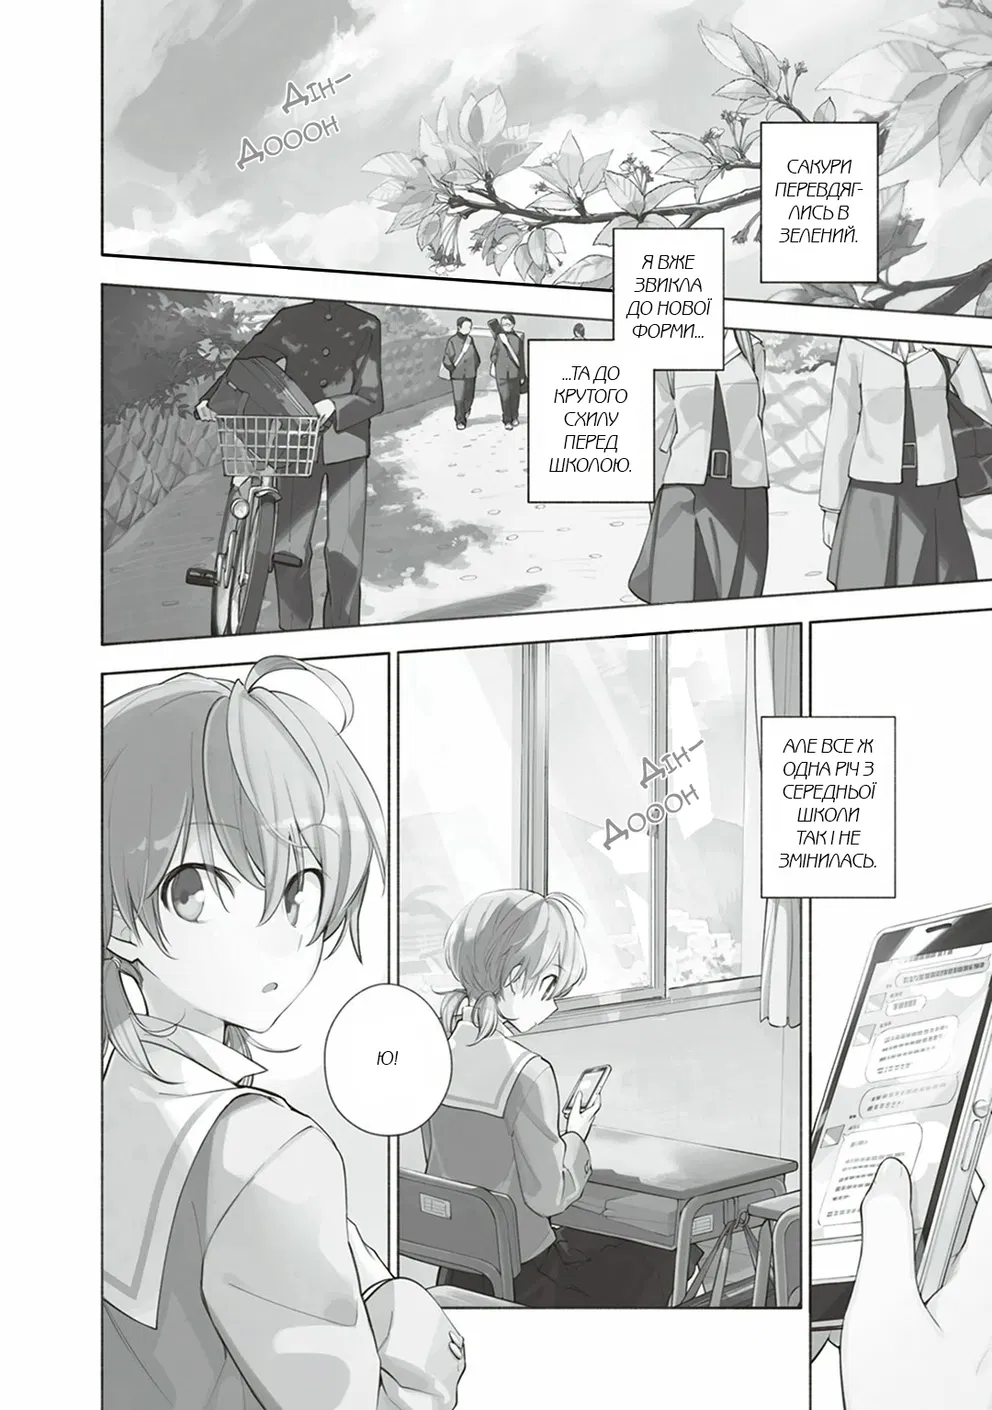 САКУРИ
ПЕРЕВДЯГ-
ЛИСЬ В
ЗЕЛЕНИЙ.
ДІН–
ДОООН
Я ВЖЕ
ЗВИКЛА
ДО НОВОЇ
ФОРМИ...
...ТА ДО
КРУТОГО
СХИЛУ
ПЕРЕД
ШКОЛОЮ.
АЛЕ ВСЕ Ж
ОДНА РІЧ З
СЕРЕДНЬОЇ
ШКОЛИ
ТАК І НЕ
ЗМІНИЛАСЬ.
ДІН–
ДОООН
Ю!